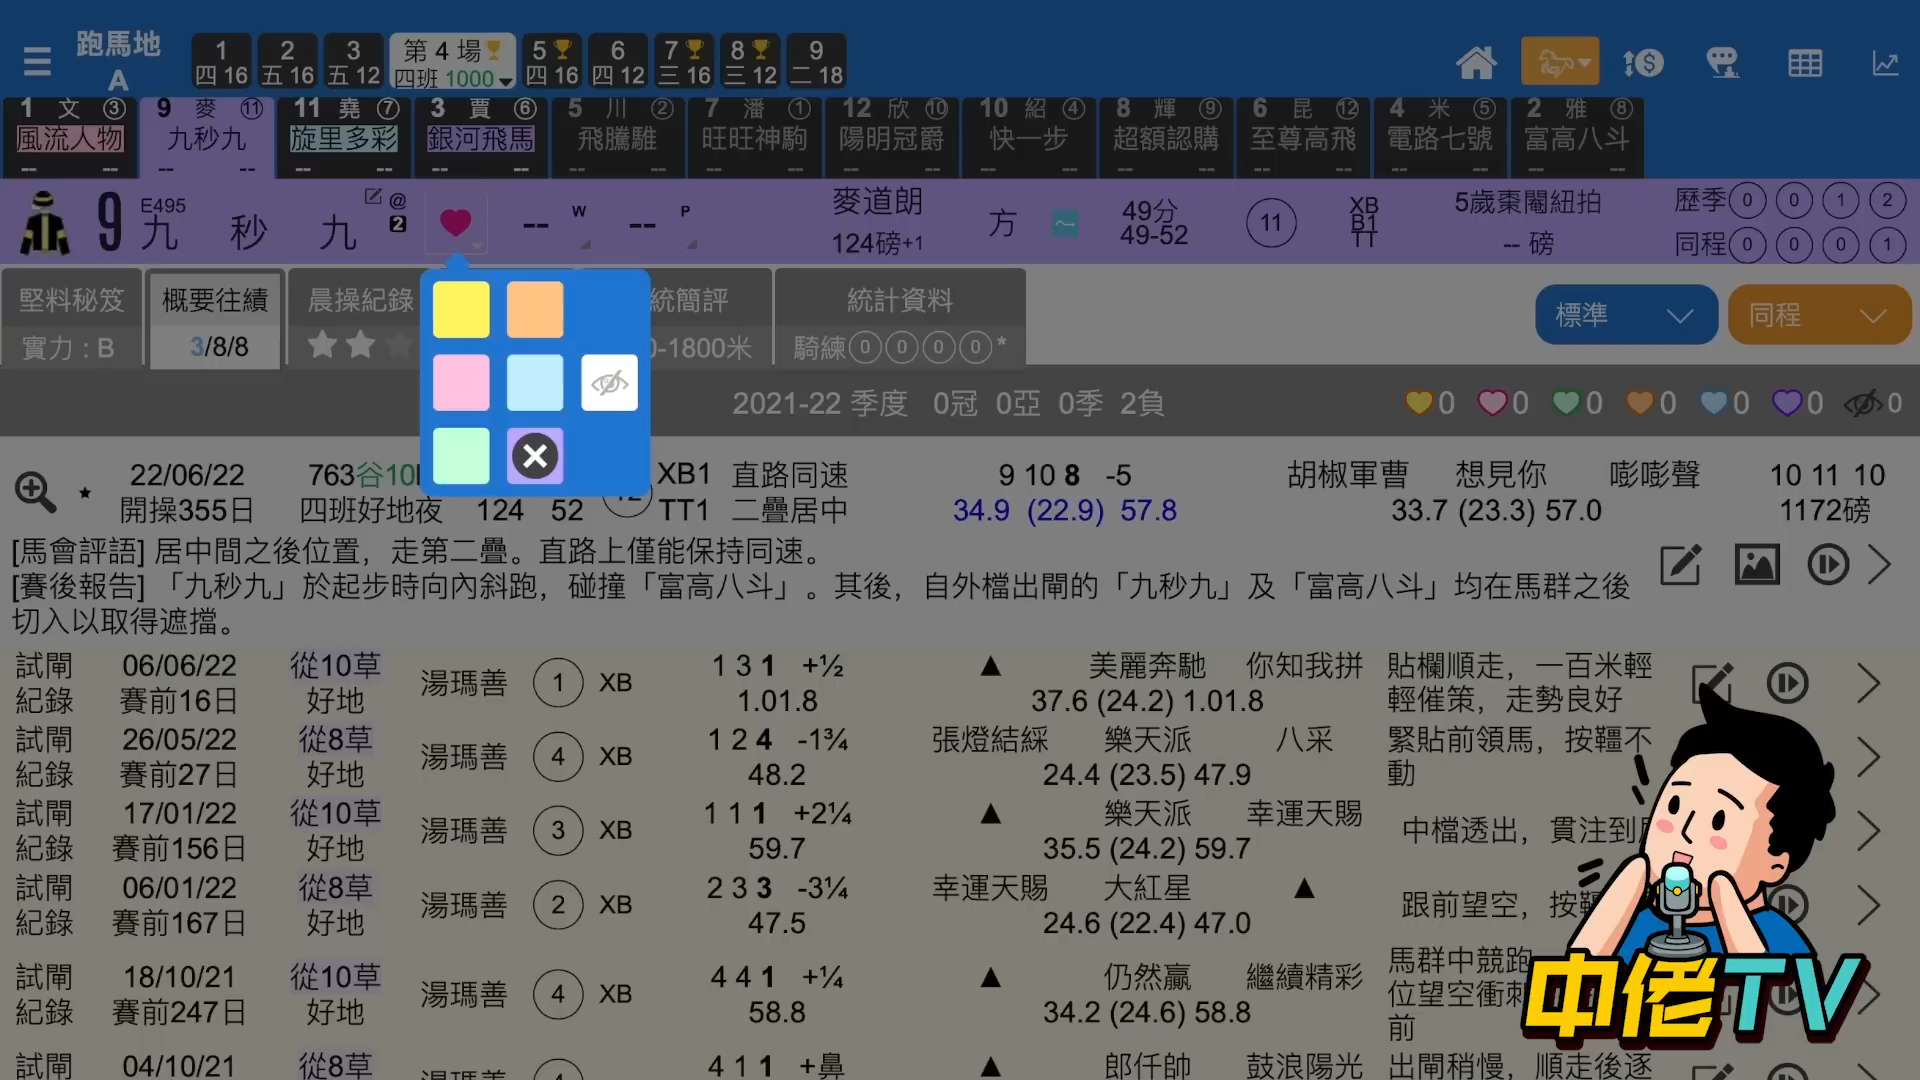 跑馬地 A
1 四 16
2 五 16
3 五 12
第 4 場 四班 1000
5 四 16
6 四 12
7 三 16
8 三 12
9 二 18
1 文 ③ 風流人物 -- --
9 麥 ⑪ 九秒九 -- --
11 堯 ⑦ 旋里多彩 -- --
3 賈 ⑥ 銀河飛馬 -- --
5 川 ② 飛騰騅 -- --
7 潘 ① 旺旺神駒 -- --
12 欣 ⑩ 陽明冠爵 -- --
10 紹 ④ 快一步 -- --
8 輝 ⑨ 超額認購 -- --
6 昆 ⑫ 至尊高飛 -- --
4 米 ⑤ 電路七號 -- --
2 雅 ⑧ 富高八斗 -- --
9 E495 九 秒 九 @ 2 -- W -- P 麥道朗 方 49分 11 XB B1 TT 5歲棗閹紐拍 歷季 0 0 1 2
124磅+1 49-52 -- 磅 同程 0 0 0 1
堅料秘笈 概要往績 晨操紀錄 統簡評 統計資料 標準 同程
實力 : B 3/8/8 0-1800米 騎練 0 0 0 0 *
2021-22 季度 0冠 0亞 0季 2負 0 0 0 0 0 0 0
22/06/22 763谷10 XB1 直路同速 9 10 8 -5 胡椒軍曹 想見你 嘭嘭聲 10 11 10
開操355日 四班好地夜 124 52 12 TT1 二疊居中 34.9 (22.9) 57.8 33.7 (23.3) 57.0 1172磅
[馬會評語] 居中間之後位置，走第二疊。直路上僅能保持同速。
[賽後報告] 「九秒九」於起步時向內斜跑，碰撞「富高八斗」。其後，自外檔出閘的「九秒九」及「富高八斗」均在馬群之後
切入以取得遮擋。
試閘 06/06/22 從10草 湯瑪善 1 XB 1 3 1 +½ ▲ 美麗奔馳 你知我拼 貼欄順走，一百米輕
紀錄 賽前16日 好地 1.01.8 37.6 (24.2) 1.01.8 輕催策，走勢良好
試閘 26/05/22 從8草 湯瑪善 4 XB 1 2 4 -1¾ 張燈結綵 樂天派 八采 緊貼前領馬，按韁不
紀錄 賽前27日 好地 48.2 24.4 (23.5) 47.9 動
試閘 17/01/22 從10草 湯瑪善 3 XB 1 1 1 +2¼ ▲ 樂天派 幸運天賜 中檔透出，貫注到
紀錄 賽前156日 好地 59.7 35.5 (24.2) 59.7
試閘 06/01/22 從8草 湯瑪善 2 XB 2 3 3 -3¼ 幸運天賜 大紅星 ▲ 跟前望空，按
紀錄 賽前167日 好地 47.5 24.6 (22.4) 47.0
試閘 18/10/21 從10草 湯瑪善 4 XB 4 4 1 +¼ ▲ 仍然贏 繼續精彩 馬群中競跑
紀錄 賽前247日 好地 58.8 34.2 (24.6) 58.8 位望空衝刺
前
試閘 04/10/21 從8草 4 1 1 +鼻 ▲ 郎仟帥 鼓浪陽光 出閘稍慢，順走後逐
中佬TV